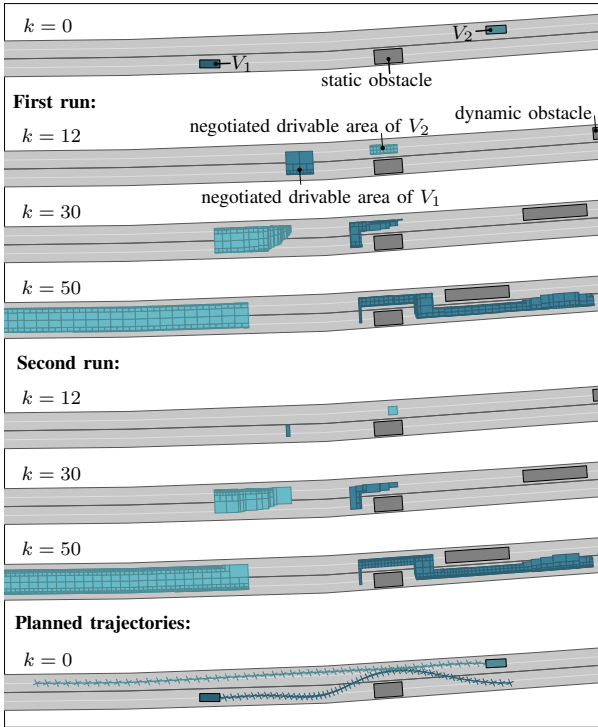 k = 0
V₂
V₁
static obstacle
First run:
dynamic obstacle
negotiated drivable area of V₂
k = 12
negotiated drivable area of V₁
k = 30
k = 50
Second run:
k = 12
k = 30
k = 50
Planned trajectories:
k = 0